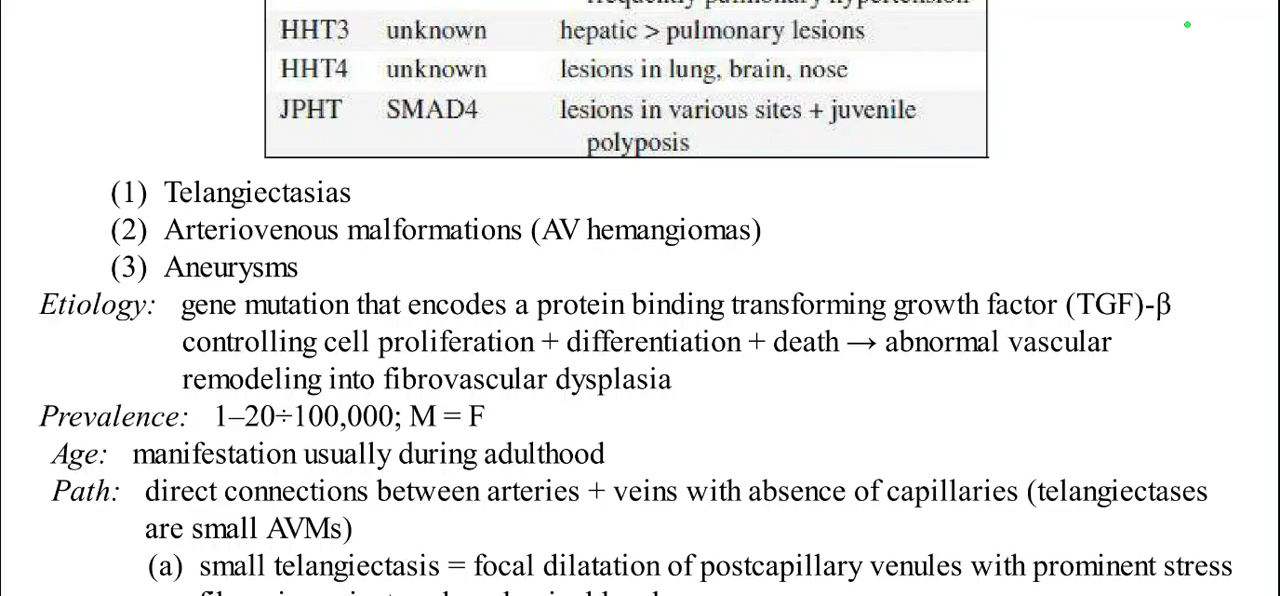 frequently pulmonary hypertension
HHT3 unknown hepatic > pulmonary lesions
HHT4 unknown lesions in lung, brain, nose
JPHT SMAD4 lesions in various sites + juvenile
polyposis
(1) Telangiectasias
(2) Arteriovenous malformations (AV hemangiomas)
(3) Aneurysms
Etiology: gene mutation that encodes a protein binding transforming growth factor (TGF)-β
controlling cell proliferation + differentiation + death → abnormal vascular
remodeling into fibrovascular dysplasia
Prevalence: 1–20÷100,000; M = F
Age: manifestation usually during adulthood
Path: direct connections between arteries + veins with absence of capillaries (telangiectases
are small AVMs)
(a) small telangiectasis = focal dilatation of postcapillary venules with prominent stress